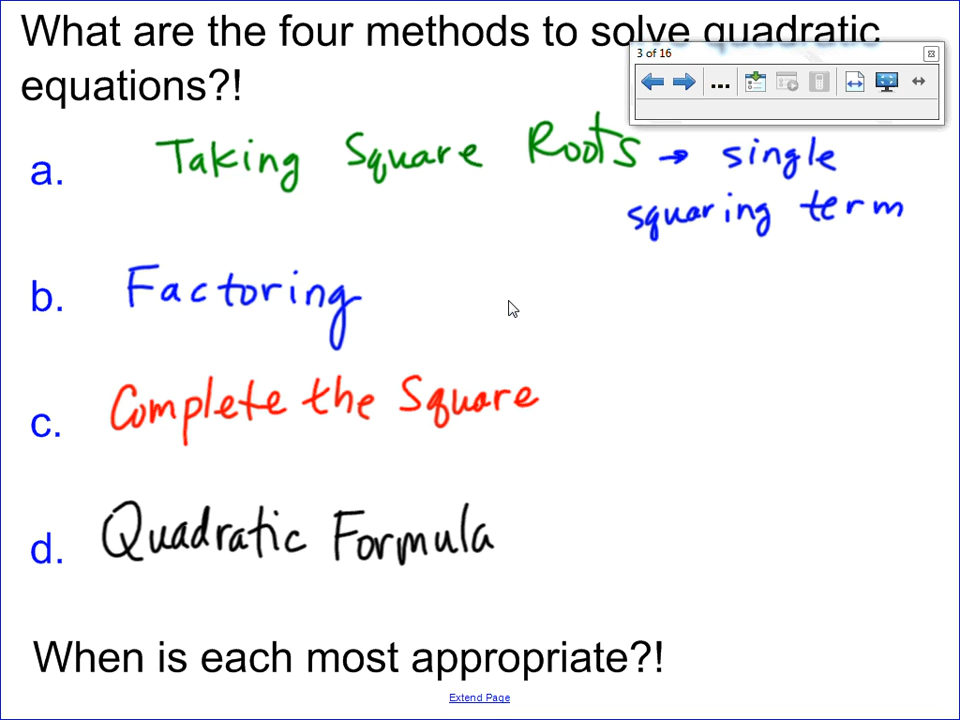 What are the four methods to solve quadratic
equations?!
3 of 16
...
a. Taking Square Roots → single
squaring term
b. Factoring
c. Complete the Square
d. Quadratic Formula
When is each most appropriate?!
Extend Page